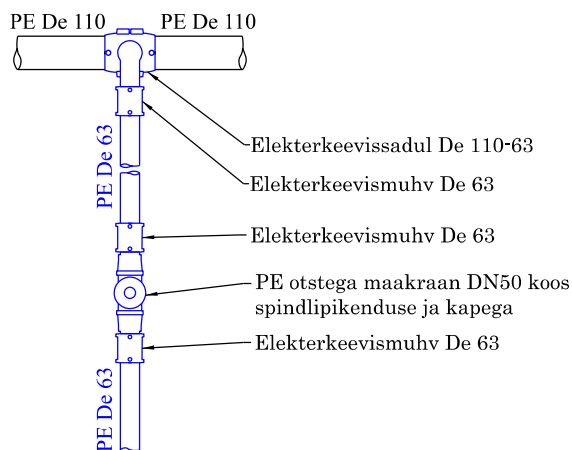 PE De 110 PE De 110
PE De 63
Elekterkeevissadul De 110-63
Elekterkeevismuhv De 63
Elekterkeevismuhv De 63
PE otstega maakraan DN50 koos
spindlipikenduse ja kapega
Elekterkeevismuhv De 63
PE De 63